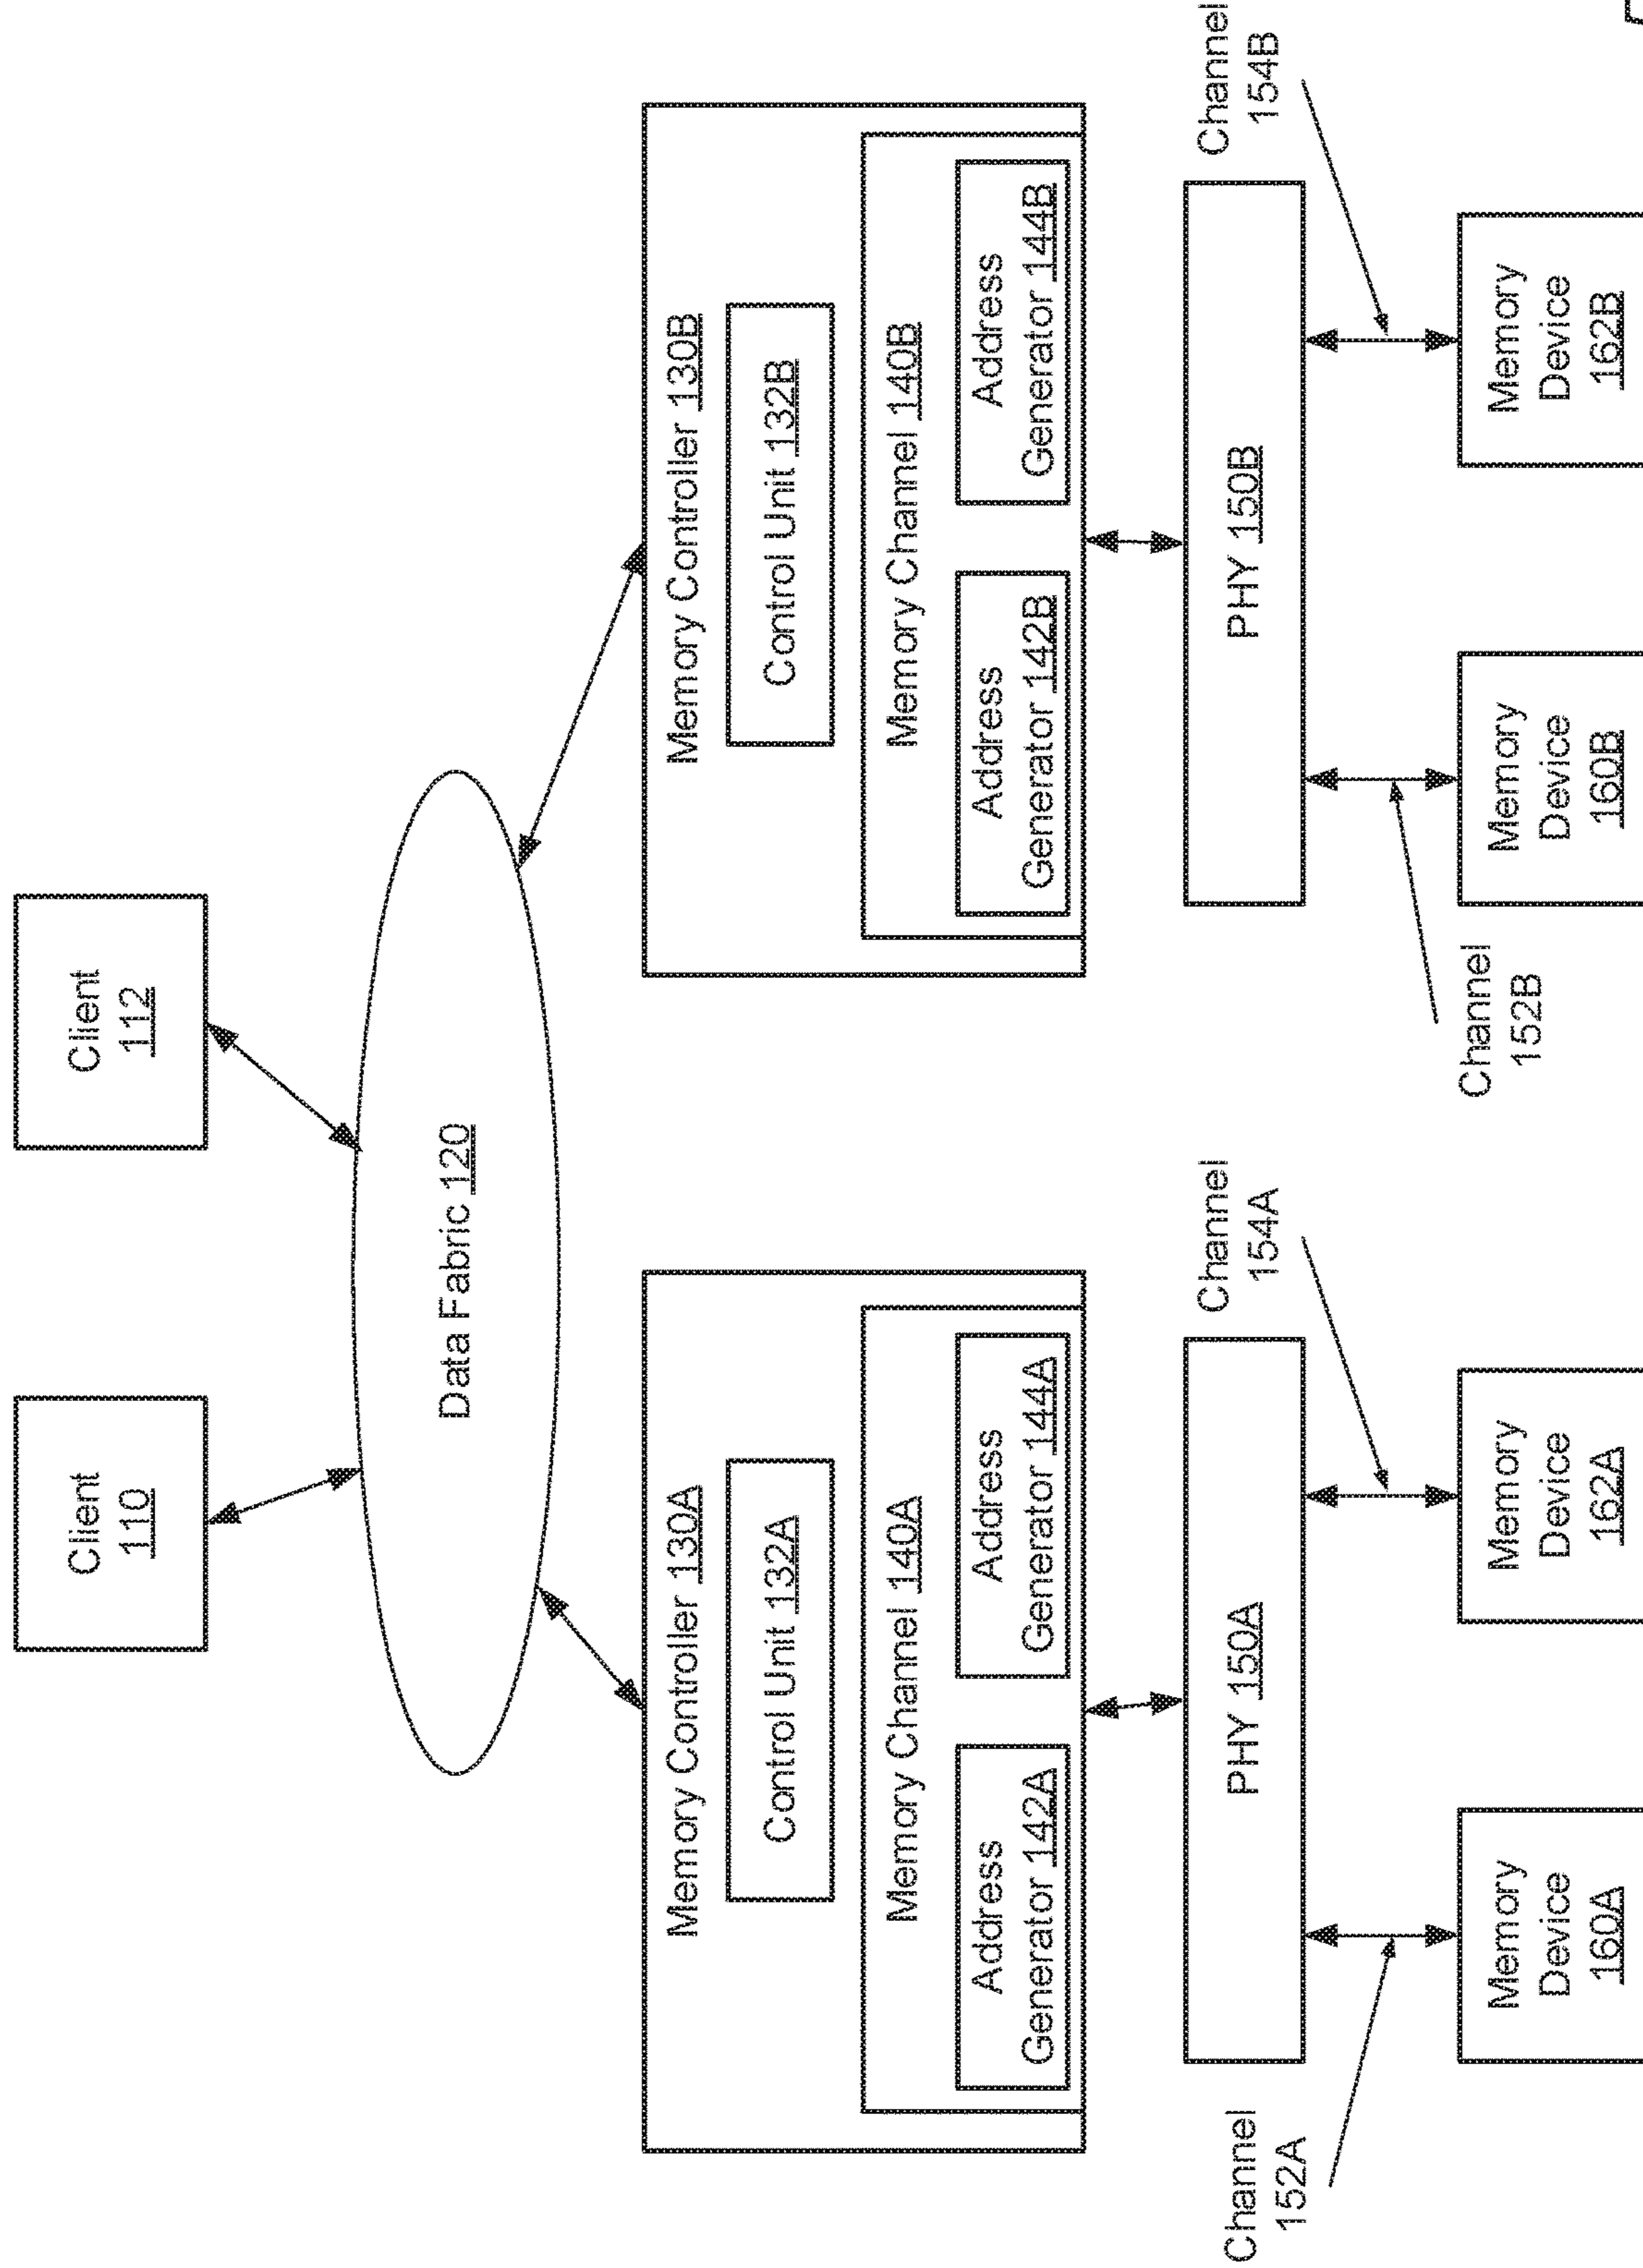 Client
110
Client
112
Data Fabric 120
Memory Controller 130A
Control Unit 132A
Memory Channel 140A
Address
Generator 142A
Address
Generator 144A
Memory Controller 130B
Control Unit 132B
Memory Channel 140B
Address
Generator 142B
Address
Generator 144B
Channel
152A
PHY 150A
Channel
154A
Memory
Device
160A
Memory
Device
162A
Channel
152B
PHY 150B
Channel
154B
Memory
Device
160B
Memory
Device
162B